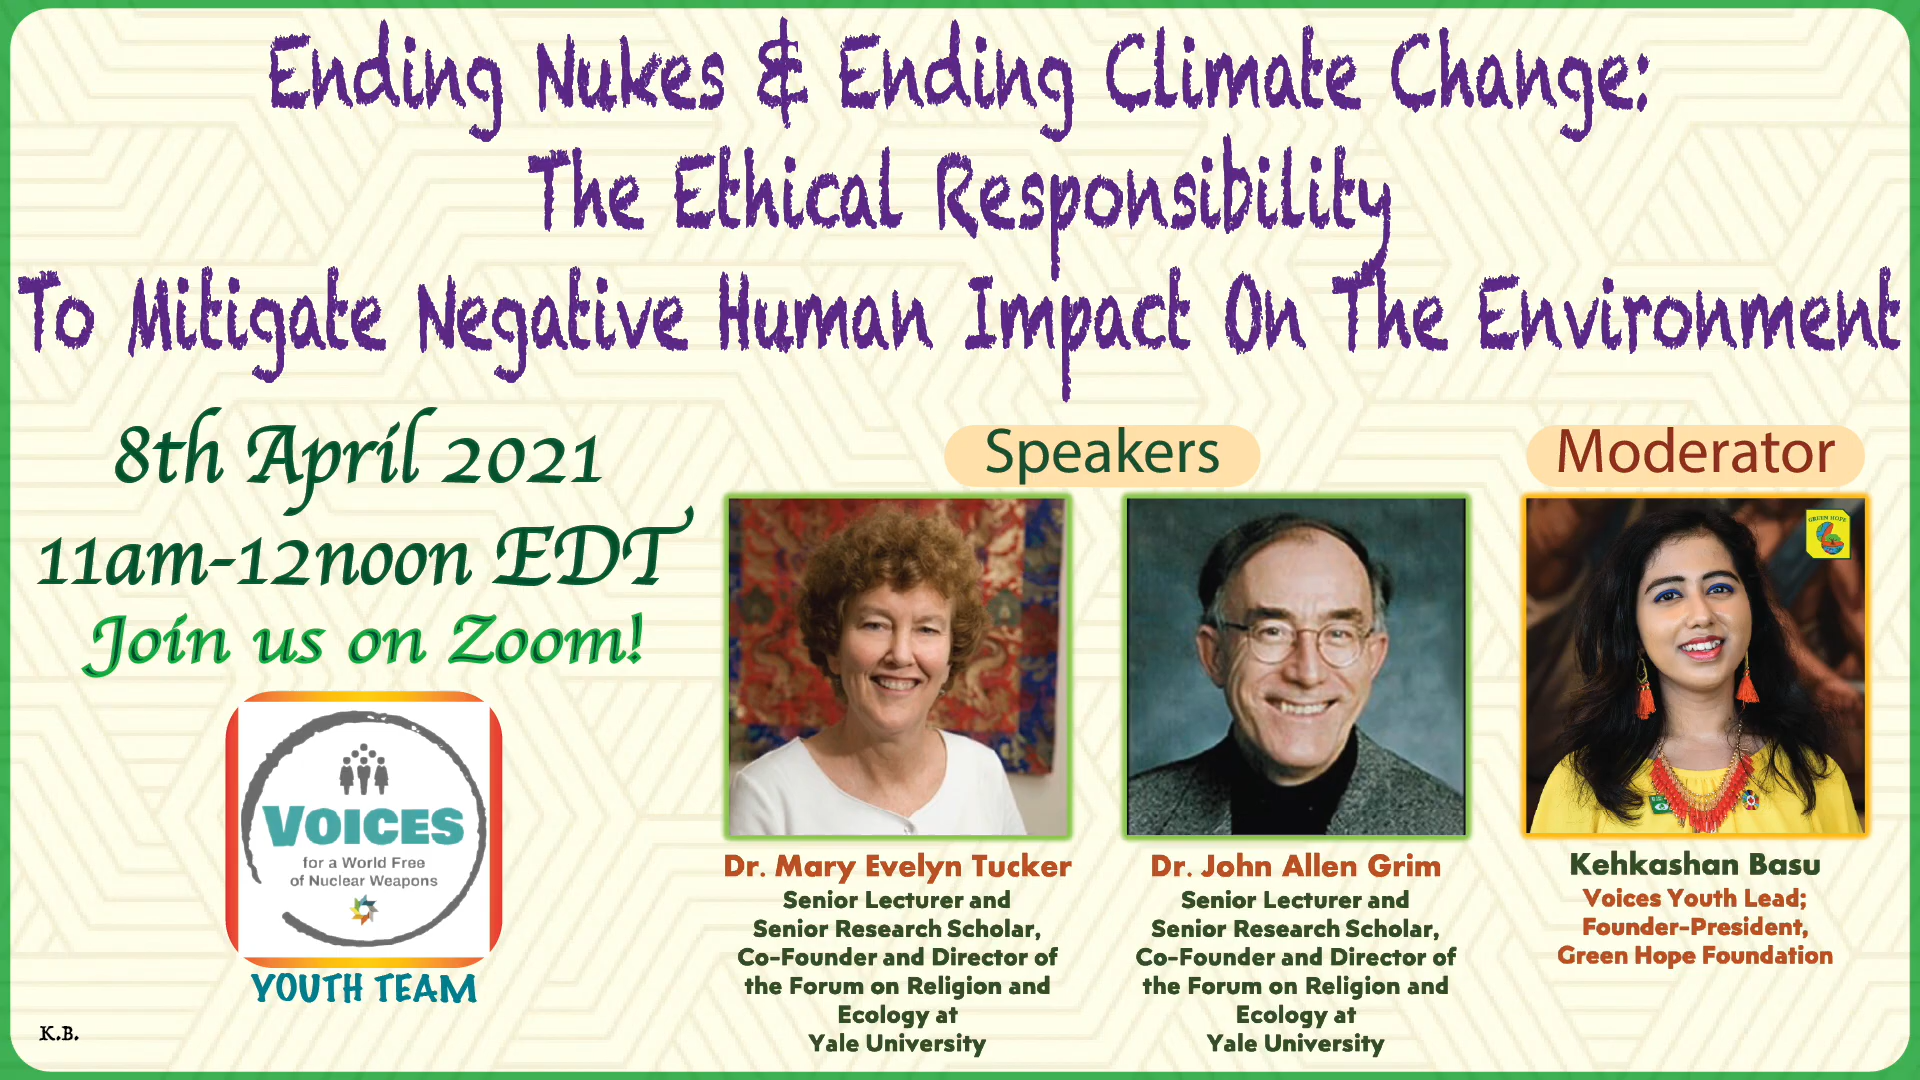 Ending Nukes & Ending Climate Change:
The Ethical Responsibility
To Mitigate Negative Human Impact On The Environment
8th April 2021
11am-12noon EDT
Join us on Zoom!
VOICES
for a World Free
of Nuclear Weapons
YOUTH TEAM
K.B.
Speakers
Dr. Mary Evelyn Tucker
Senior Lecturer and
Senior Research Scholar,
Co-Founder and Director of
the Forum on Religion and
Ecology at
Yale University
Dr. John Allen Grim
Senior Lecturer and
Senior Research Scholar,
Co-Founder and Director of
the Forum on Religion and
Ecology at
Yale University
Moderator
GREEN HOPE
Kehkashan Basu
Voices Youth Lead;
Founder-President,
Green Hope Foundation